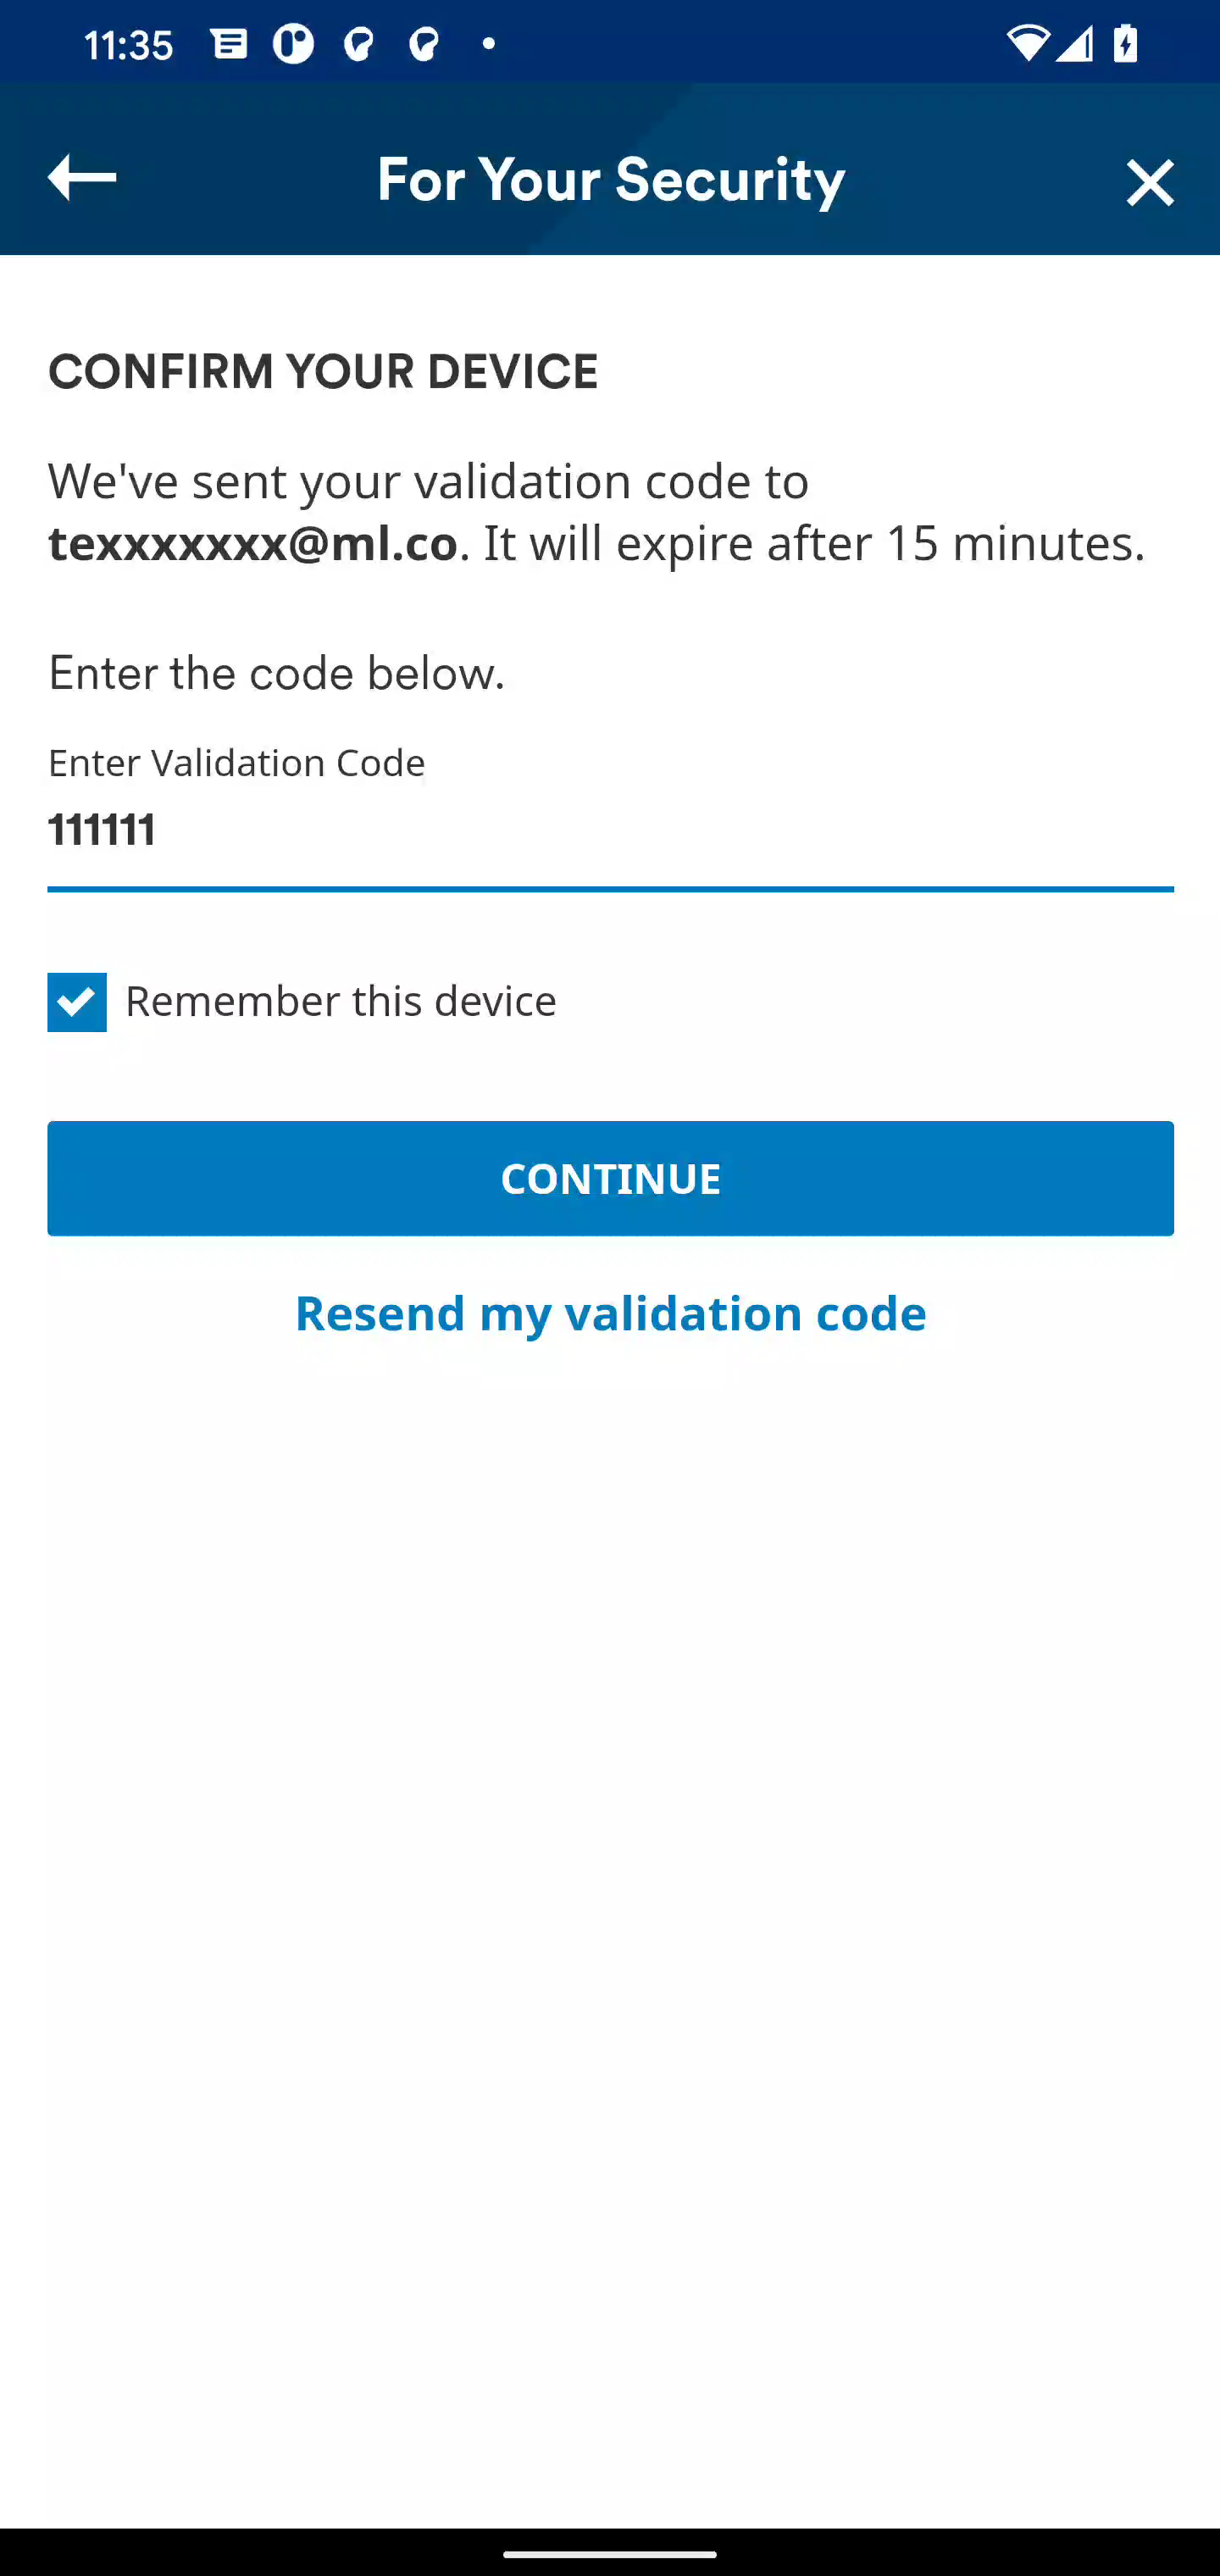 11:35
For Your Security
CONFIRM YOUR DEVICE
We've sent your validation code to
texxxxxxx@ml.co. It will expire after 15 minutes.
Enter the code below.
Enter Validation Code
111111
Remember this device
CONTINUE
Resend my validation code